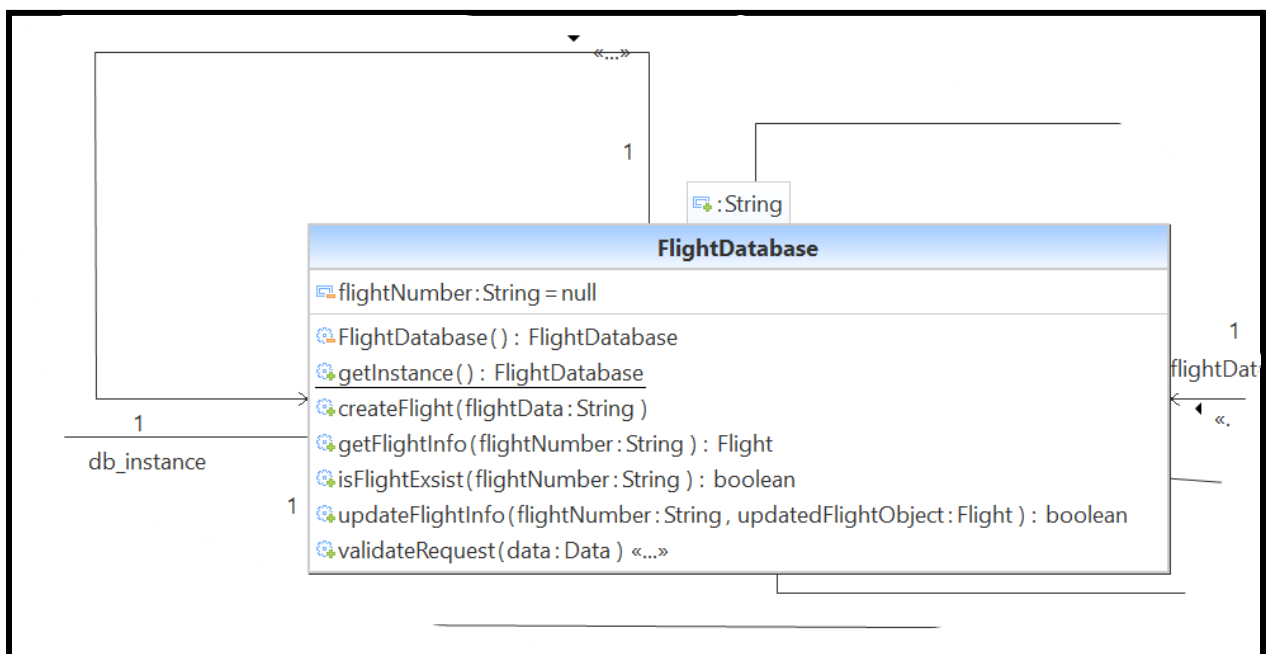 «...»
1
:String
FlightDatabase
flightNumber:String = null
FlightDatabase( ) : FlightDatabase
getInstance( ) : FlightDatabase
createFlight(flightData:String )
getFlightInfo(flightNumber:String ) : Flight
isFlightExsist(flightNumber:String ) : boolean
updateFlightInfo(flightNumber:String , updatedFlightObject:Flight ) : boolean
validateRequest(data:Data ) «...»
1
db_instance
1
1
flightDat
«.